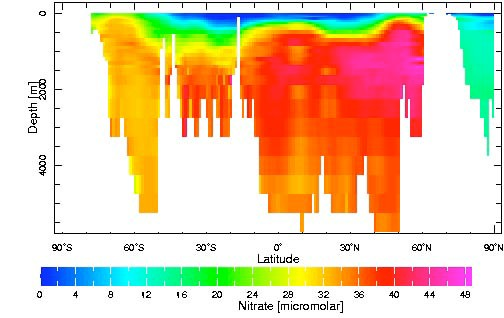 0
2000
4000
Depth [m]
90°S 60°S 30°S 0° 30°N 60°N 90°N
Latitude
0 4 8 12 16 20 24 28 32 36 40 44 48
Nitrate [micromolar]